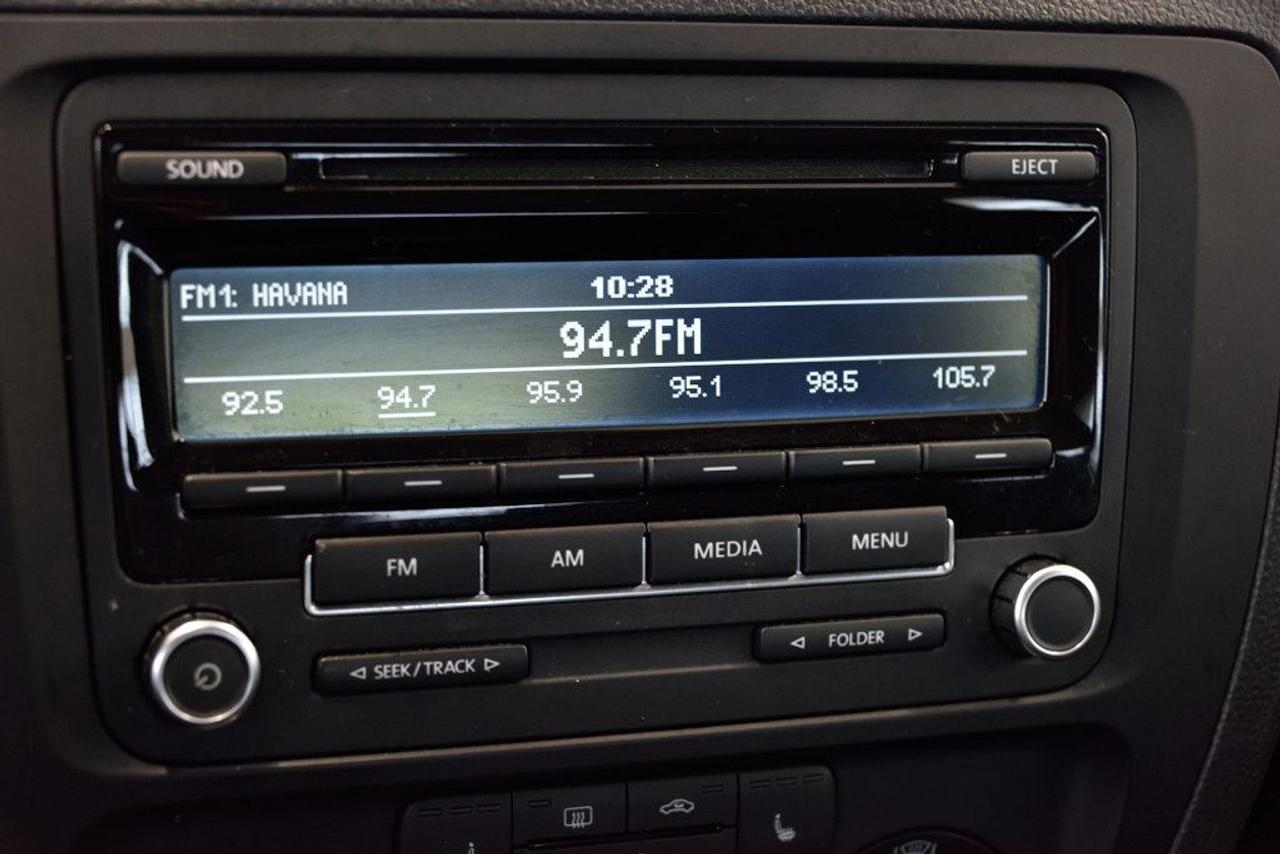 SOUND EJECT
FM1: HAVANA 10:28
94.7FM
92.5 94.7 95.9 95.1 98.5 105.7
FM AM MEDIA MENU
SEEK/TRACK FOLDER